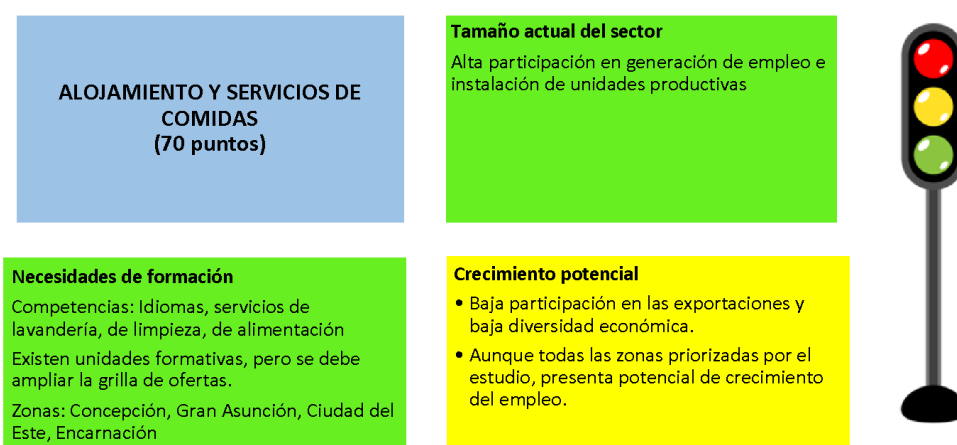 ALOJAMIENTO Y SERVICIOS DE
COMIDAS
(70 puntos)
Tamaño actual del sector
Alta participación en generación de empleo e
instalación de unidades productivas
Necesidades de formación
Competencias: Idiomas, servicios de
lavandería, de limpieza, de alimentación
Existen unidades formativas, pero se debe
ampliar la grilla de ofertas.
Zonas: Concepción, Gran Asunción, Ciudad del
Este, Encarnación
Crecimiento potencial
• Baja participación en las exportaciones y
baja diversidad económica.
• Aunque todas las zonas priorizadas por el
estudio, presenta potencial de crecimiento
del empleo.